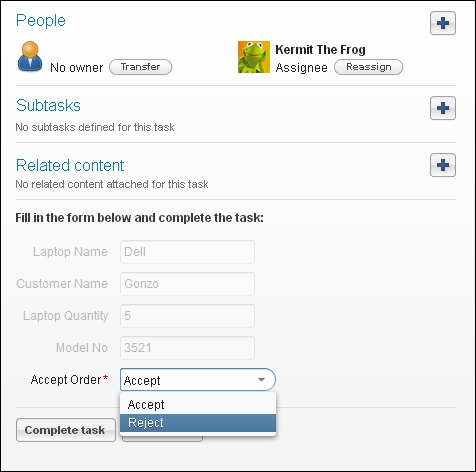 People
No owner Transfer
Kermit The Frog
Assignee Reassign
Subtasks
No subtasks defined for this task
Related content
No related content attached for this task
Fill in the form below and complete the task:
Laptop Name Dell
Customer Name Gonzo
Laptop Quantity 5
Model No 3521
Accept Order* Accept
Accept
Reject
Complete task